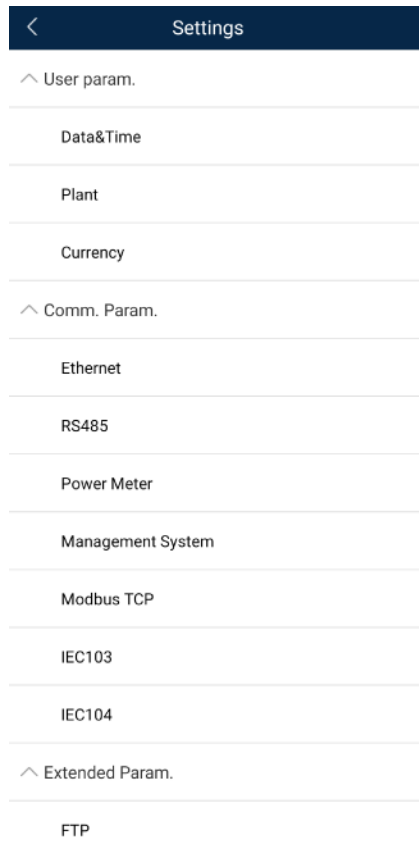 Settings
User param.
Data&Time
Plant
Currency
Comm. Param.
Ethernet
RS485
Power Meter
Management System
Modbus TCP
IEC103
IEC104
Extended Param.
FTP